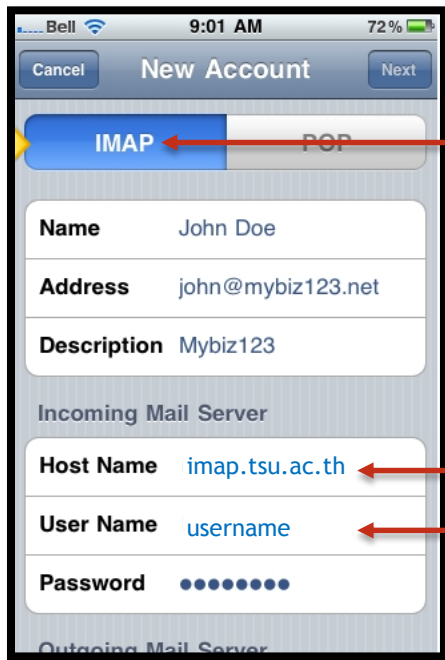 Bell 9:01 AM 72%
Cancel New Account Next
IMAP POP
Name John Doe
Address john@mybiz123.net
Description Mybiz123
Incoming Mail Server
Host Name imap.tsu.ac.th
User Name username
Password ●●●●●●●●
Outgoing Mail Server